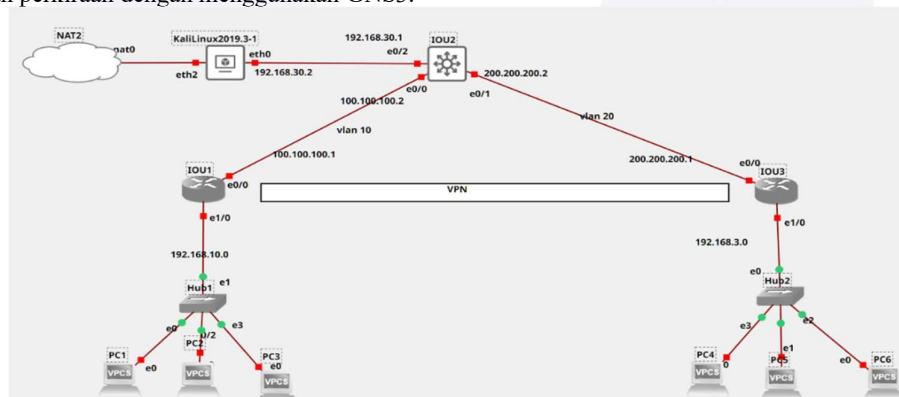 dengan menggunakan GNS3.
NAT2
nat0
KaliLinux2019.3-1
eth2
eth0
192.168.30.2
192.168.30.1
e0/2
IOU2
e0/0
e0/1
200.200.200.2
100.100.100.2
vlan 10
vlan 20
100.100.100.1
200.200.200.1
IOU1
e0/0
VPN
e0/0
IOU3
e1/0
e1/0
192.168.10.0
192.168.3.0
e1
Hub1
e0
Hub2
e0
e3
PC2
e3
e2
e1
PC1
e0
PC3
e0
PC4
PC5
e0
PC6
VPCS
VPCS
VPCS
VPCS
VPCS
VPCS